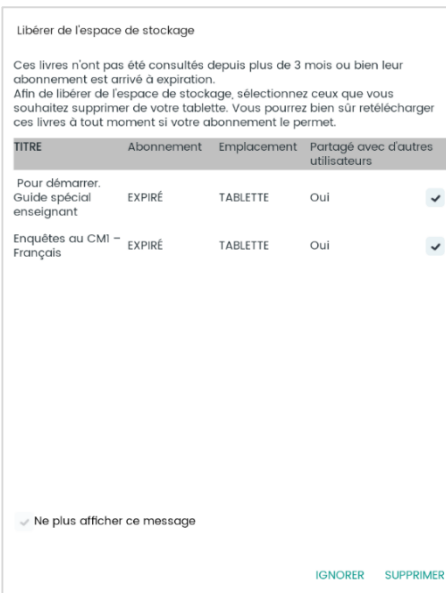 Libérer de l'espace de stockage
Ces livres n'ont pas été consultés depuis plus de 3 mois ou bien leur
abonnement est arrivé à expiration.
Afin de libérer de l'espace de stockage, sélectionnez ceux que vous
souhaitez supprimer de votre tablette. Vous pourrez bien sûr retélécharger
ces livres à tout moment si votre abonnement le permet.
TITRE Abonnement Emplacement Partagé avec d'autres
utilisateurs
Pour démarrer.
Guide spécial EXPIRÉ TABLETTE Oui
enseignant
Enquêtes au CM1 – EXPIRÉ TABLETTE Oui
Français
Ne plus afficher ce message
IGNORER SUPPRIMER